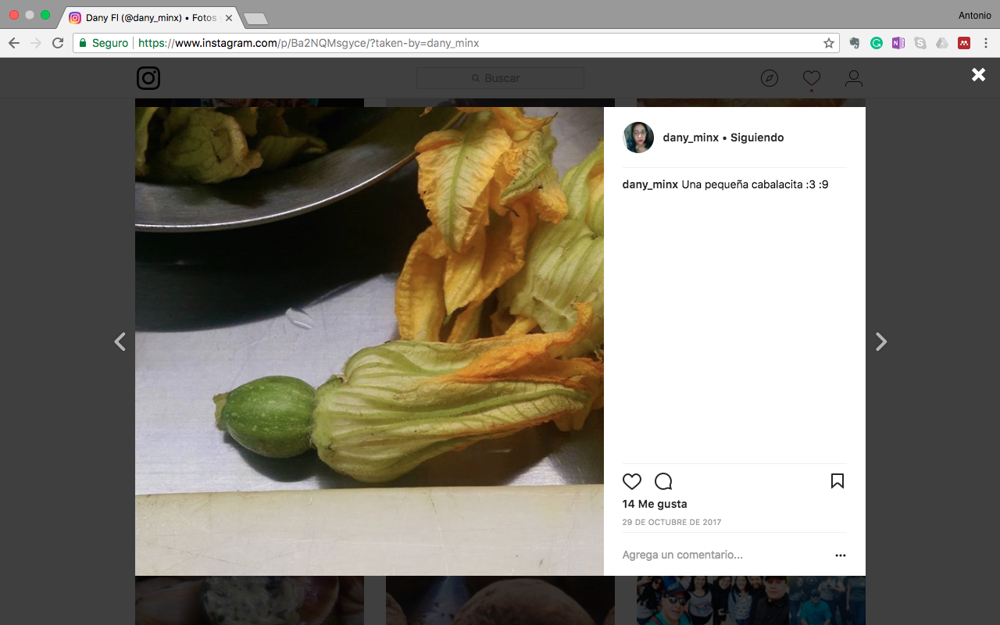 Dany Fl (@dany_minx) • Fotos
Antonio
Seguro
https://www.instagram.com/p/Ba2NQMsgyce/?taken-by=dany_minx
Buscar
dany_minx • Siguiendo
dany_minx Una pequeña cabalacita :3 :9
14 Me gusta
29 DE OCTUBRE DE 2017
Agrega un comentario...